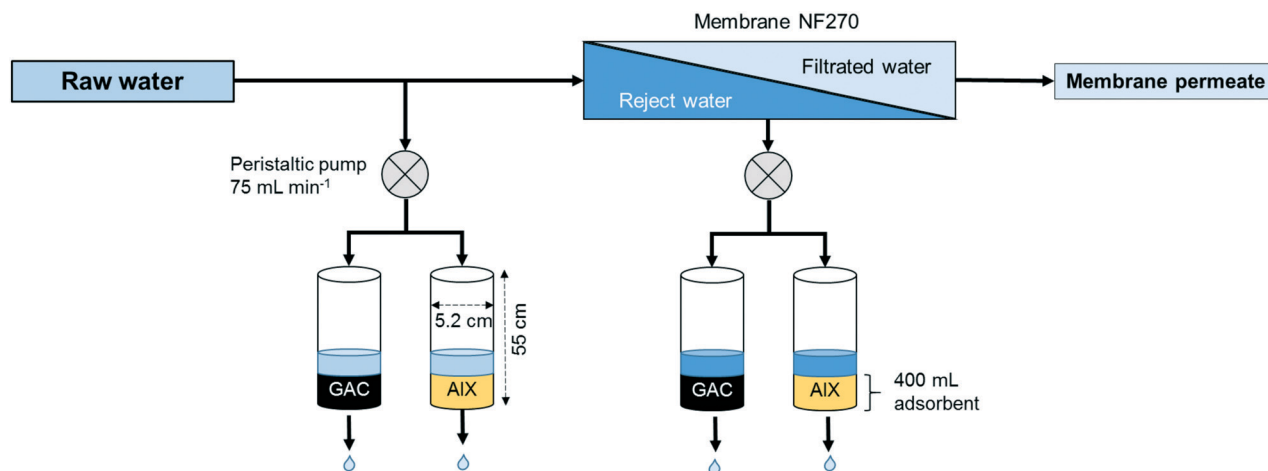 Membrane NF270
Raw water
Filtrated water
Reject water
Membrane permeate
Peristaltic pump
75 mL min-1
5.2 cm
55 cm
GAC
AIX
GAC
AIX
400 mL
adsorbent